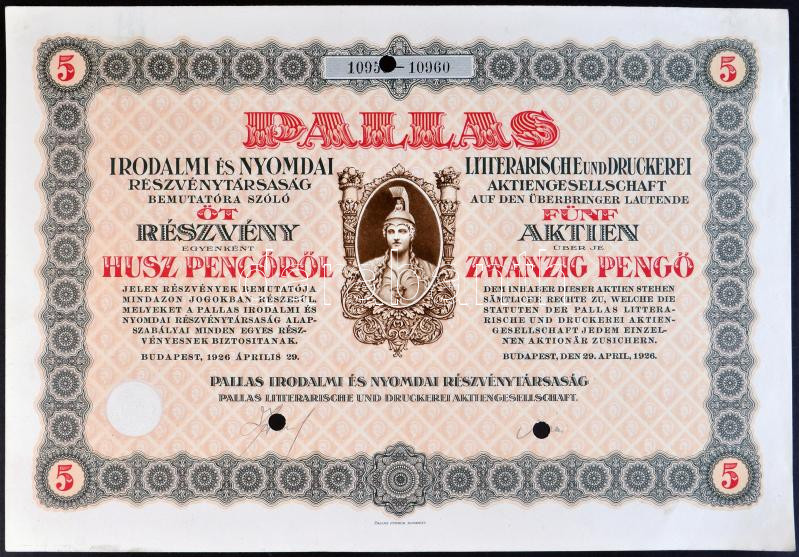 5
5
1095 – 10960
PALLAS
IRODALMI ÉS NYOMDAI
RÉSZVÉNYTÁRSASÁG
BEMUTATÓRA SZÓLÓ
ÖT
RÉSZVÉNY
EGYENKÉNT
HUSZ PENGŐRŐL
JELEN RÉSZVÉNYEK BEMUTATÓJA
MINDAZON JOGOKBAN RÉSZESÜL,
MELYEKET A PALLAS IRODALMI ÉS
NYOMDAI RÉSZVÉNYTÁRSASÁG ALAP-
SZABÁLYAI MINDEN EGYES RÉSZ-
VÉNYESNEK BIZTOSITANAK.
BUDAPEST, 1926 ÁPRILIS 29.
LITTERARISCHE UND DRUCKEREI
AKTIENGESELLSCHAFT
AUF DEN ÜBERBRINGER LAUTENDE
FÜNF
AKTIEN
ÜBER JE
ZWANZIG PENGŐ
DEM INHABER DIESER AKTIEN STEHEN
SÄMTLICHE RECHTE ZU, WELCHE DIE
STATUTEN DER PALLAS LITTERA-
RISCHE UND DRUCKEREI AKTIEN-
GESELLSCHAFT JEDEM EINZEL-
NEN AKTIONÄR ZUSICHERN.
BUDAPEST, DEN 29. APRIL, 1926.
PALLAS IRODALMI ÉS NYOMDAI RÉSZVÉNYTÁRSASÁG
PALLAS LITTERARISCHE UND DRUCKEREI AKTIENGESELLSCHAFT.
5
5
PALLAS NYOMDA, BUDAPEST